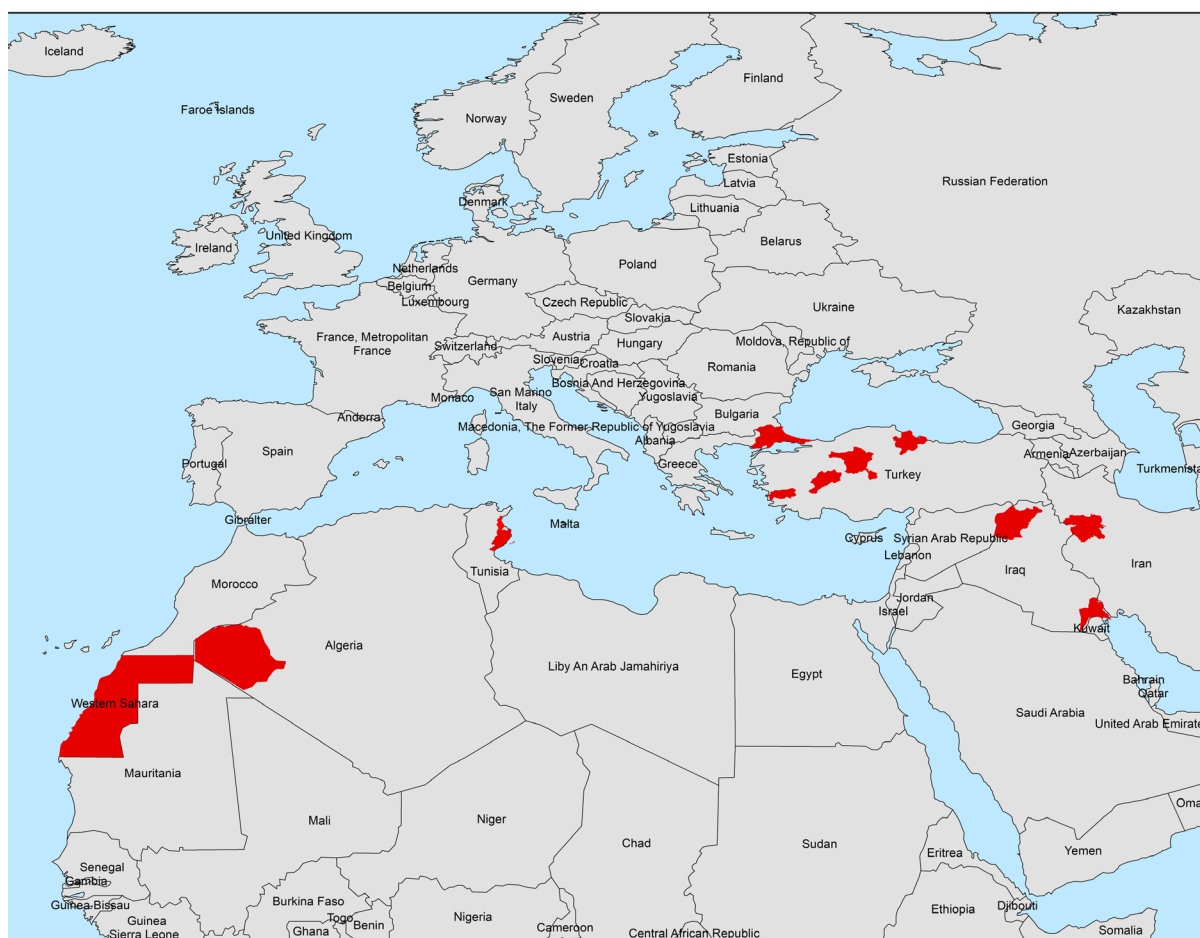 Iceland
Finland
Sweden
Faroe Islands
Norway
Estonia
Russian Federation
Latvia
Denmark
Lithuania
United Kingdom
Belarus
Ireland
Netherlands
Poland
Germany
Belgium
Luxembourg
Czech Republic
Ukraine
Kazakhstan
Slovakia
France, Metropolitan
France
Austria
Switzerland
Hungary
Moldova, Republic of
Slovenia
Croatia
Romania
Bosnia And Herzegovina
San Marino
Monaco
Yugoslavia
Italy
Andorra
Bulgaria
Macedonia, The Former Republic of Yugoslavia
Georgia
Albania
Spain
Armenia
Azerbaijan
Portugal
Greece
Turkmenista
Turkey
Gibralter
Malta
Cyprus
Syrian Arab Republic
Lebanon
Iran
Tunisia
Iraq
Morocco
Jordan
Israel
Kuwait
Algeria
Liby An Arab Jamahiriya
Egypt
Bahrain
Qatar
Western Sahara
Saudi Arabia
United Arab Emirate
Mauritania
Oma
Mali
Niger
Chad
Sudan
Yemen
Eritrea
Senegal
Gambia
Guinea Bissau
Burkina Faso
Djibouti
Guinea
Togo
Benin
Nigeria
Ethiopia
Sierra Leone
Ghana
Cameroon
Central African Republic
Somalia